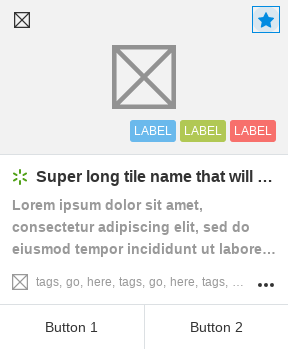 LABEL LABEL LABEL
Super long tile name that will …
Lorem ipsum dolor sit amet,
consectetur adipiscing elit, sed do
eiusmod tempor incididunt ut labore…
tags, go, here, tags, go, here, tags, …
Button 1 Button 2